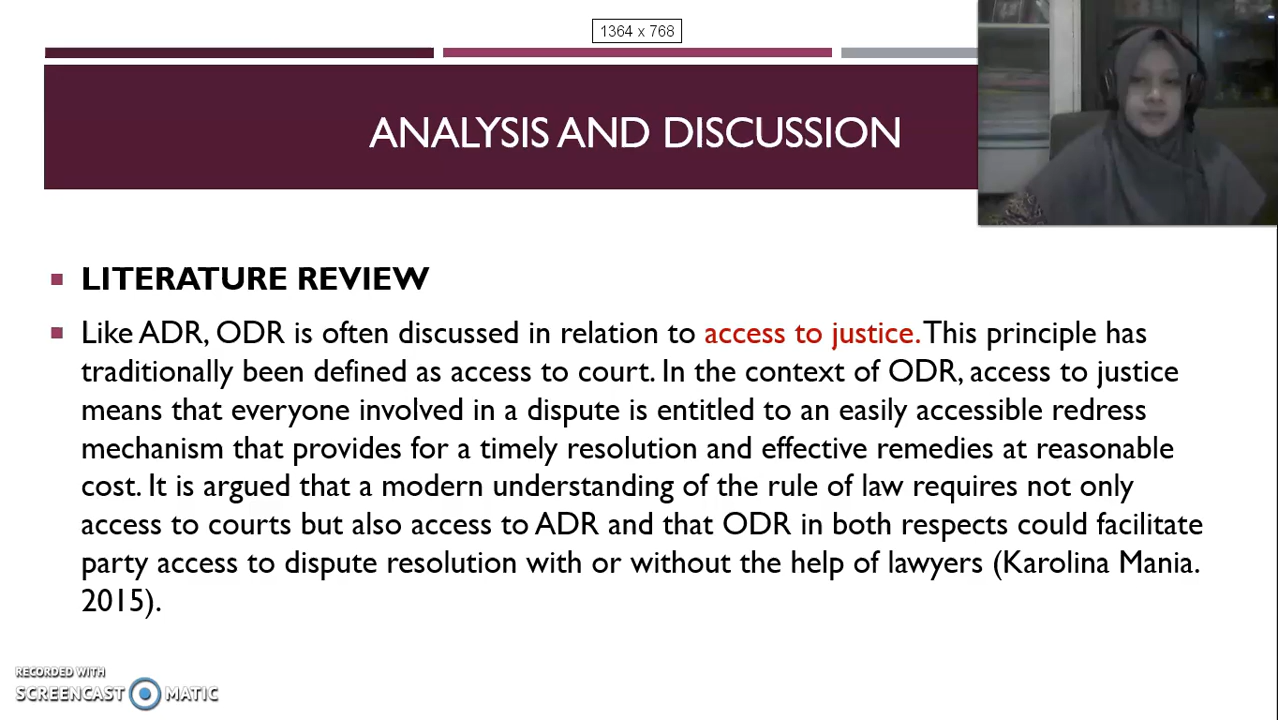 1364 x 768
ANALYSIS AND DISCUSSION
LITERATURE REVIEW
Like ADR, ODR is often discussed in relation to access to justice. This principle has
traditionally been defined as access to court. In the context of ODR, access to justice
means that everyone involved in a dispute is entitled to an easily accessible redress
mechanism that provides for a timely resolution and effective remedies at reasonable
cost. It is argued that a modern understanding of the rule of law requires not only
access to courts but also access to ADR and that ODR in both respects could facilitate
party access to dispute resolution with or without the help of lawyers (Karolina Mania.
2015).
RECORDED WITH
SCREENCAST MATIC